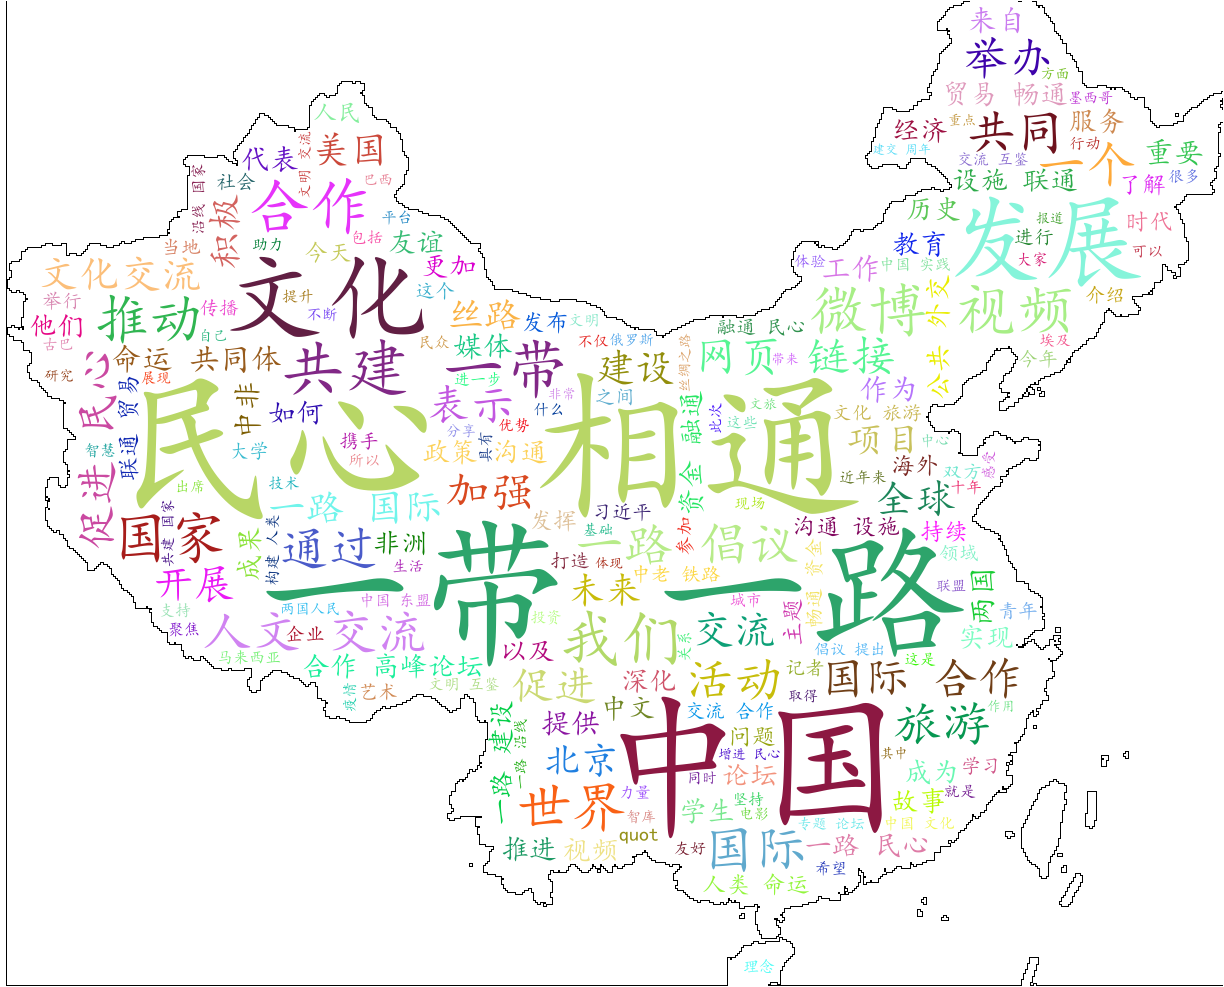 来自
举办
方面
贸易 畅通
墨西哥
人民
经济
重点
共同
服务
行动
交流
代表
美国
建交 周年
交流 互鉴
一个
重要
社会
文明
巴西
设施 联通
了解
很多
沿线 国家
积极
合作
平台
历史
发展
报道
时代
当地
助力
今天
包括
友谊
教育
进行
大家
可以
文化交流
文化
更加
体验
工作
中国 实践
举行
提升
这个
外交
介绍
他们
推动
传播
不断
丝路
发布
文明
微博
视频
古巴
自己
民众
媒体
不仅
俄罗斯
融通 民心
埃及
命运 共同体
共建
一带
建设
丝绸之路
网页 链接
带来
今年
研究
展现
进一步
公共
促进 民心
联通 贸易
民心 相通
中非
如何
表示
非常
什么
之间
作为
分享
优势
此次
融通 资金
文旅
这些
文化 旅游
智慧
大学
携手
所以
政策 沟通
具有
项目
中心
出席
技术
加强
现场
近年来
海外
双方
感受
十年
国家
共建 国家
一路 国际
发挥
习近平
全球
成果
构建 人类
通过
非洲
基础
一路 倡议
参加
沟通 设施
持续
领域
开展
生活
打造
体现
中老 铁路
畅通 资金
支持
两国人民
中国 东盟
一带 一路
未来
城市
联盟
两国
聚焦
人文
企业
交流
投资
我们
关系
交流
主题
青年
实现
马来西亚
以及
倡议 提出
这是
合作 高峰论坛
疫情
艺术
文明 互鉴
促进
深化
活动
记者
国际 合作
一路 建设
一路 沿线
提供
中文
交流 合作
取得
旅游
作用
北京
中国
问题
增进 民心
其中
同时
论坛
成为
学习
世界
力量
智库
学生
坚持
电影
故事
就是
quot
专题 论坛
中国 文化
推进
视频
友好
国际
一路 民心
希望
人类 命运
理念